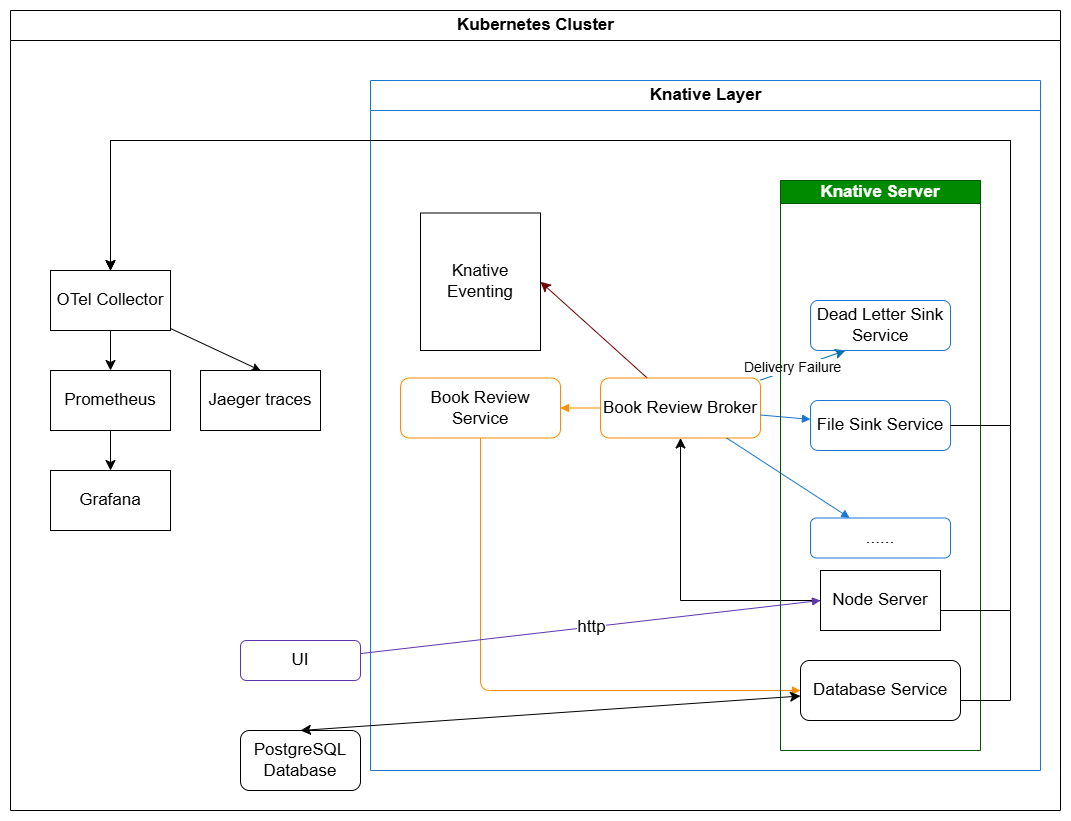 Kubernetes Cluster
Knative Layer
Knative Server
Knative
Eventing
OTel Collector
Dead Letter Sink
Service
Delivery Failure
Prometheus
Jaeger traces
Book Review
Service
Book Review Broker
File Sink Service
Grafana
......
Node Server
http
UI
Database Service
PostgreSQL
Database